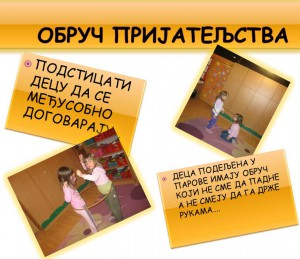 ОБРУЧ ПРИЈАТЕЉСТВА
ПОДСТИЦАТИ
ДЕЦУ ДА СЕ
МЕЂУСОБНО
ДОГОВАРАЈУ
ДЕЦА ПОДЕЉЕНА У
ПАРОВЕ ИМАЈУ ОБРУЧ
КОЈИ НЕ СМЕ ДА ПАДНЕ
А НЕ СМЕЈУ ДА ГА ДРЖЕ
РУКАМА....